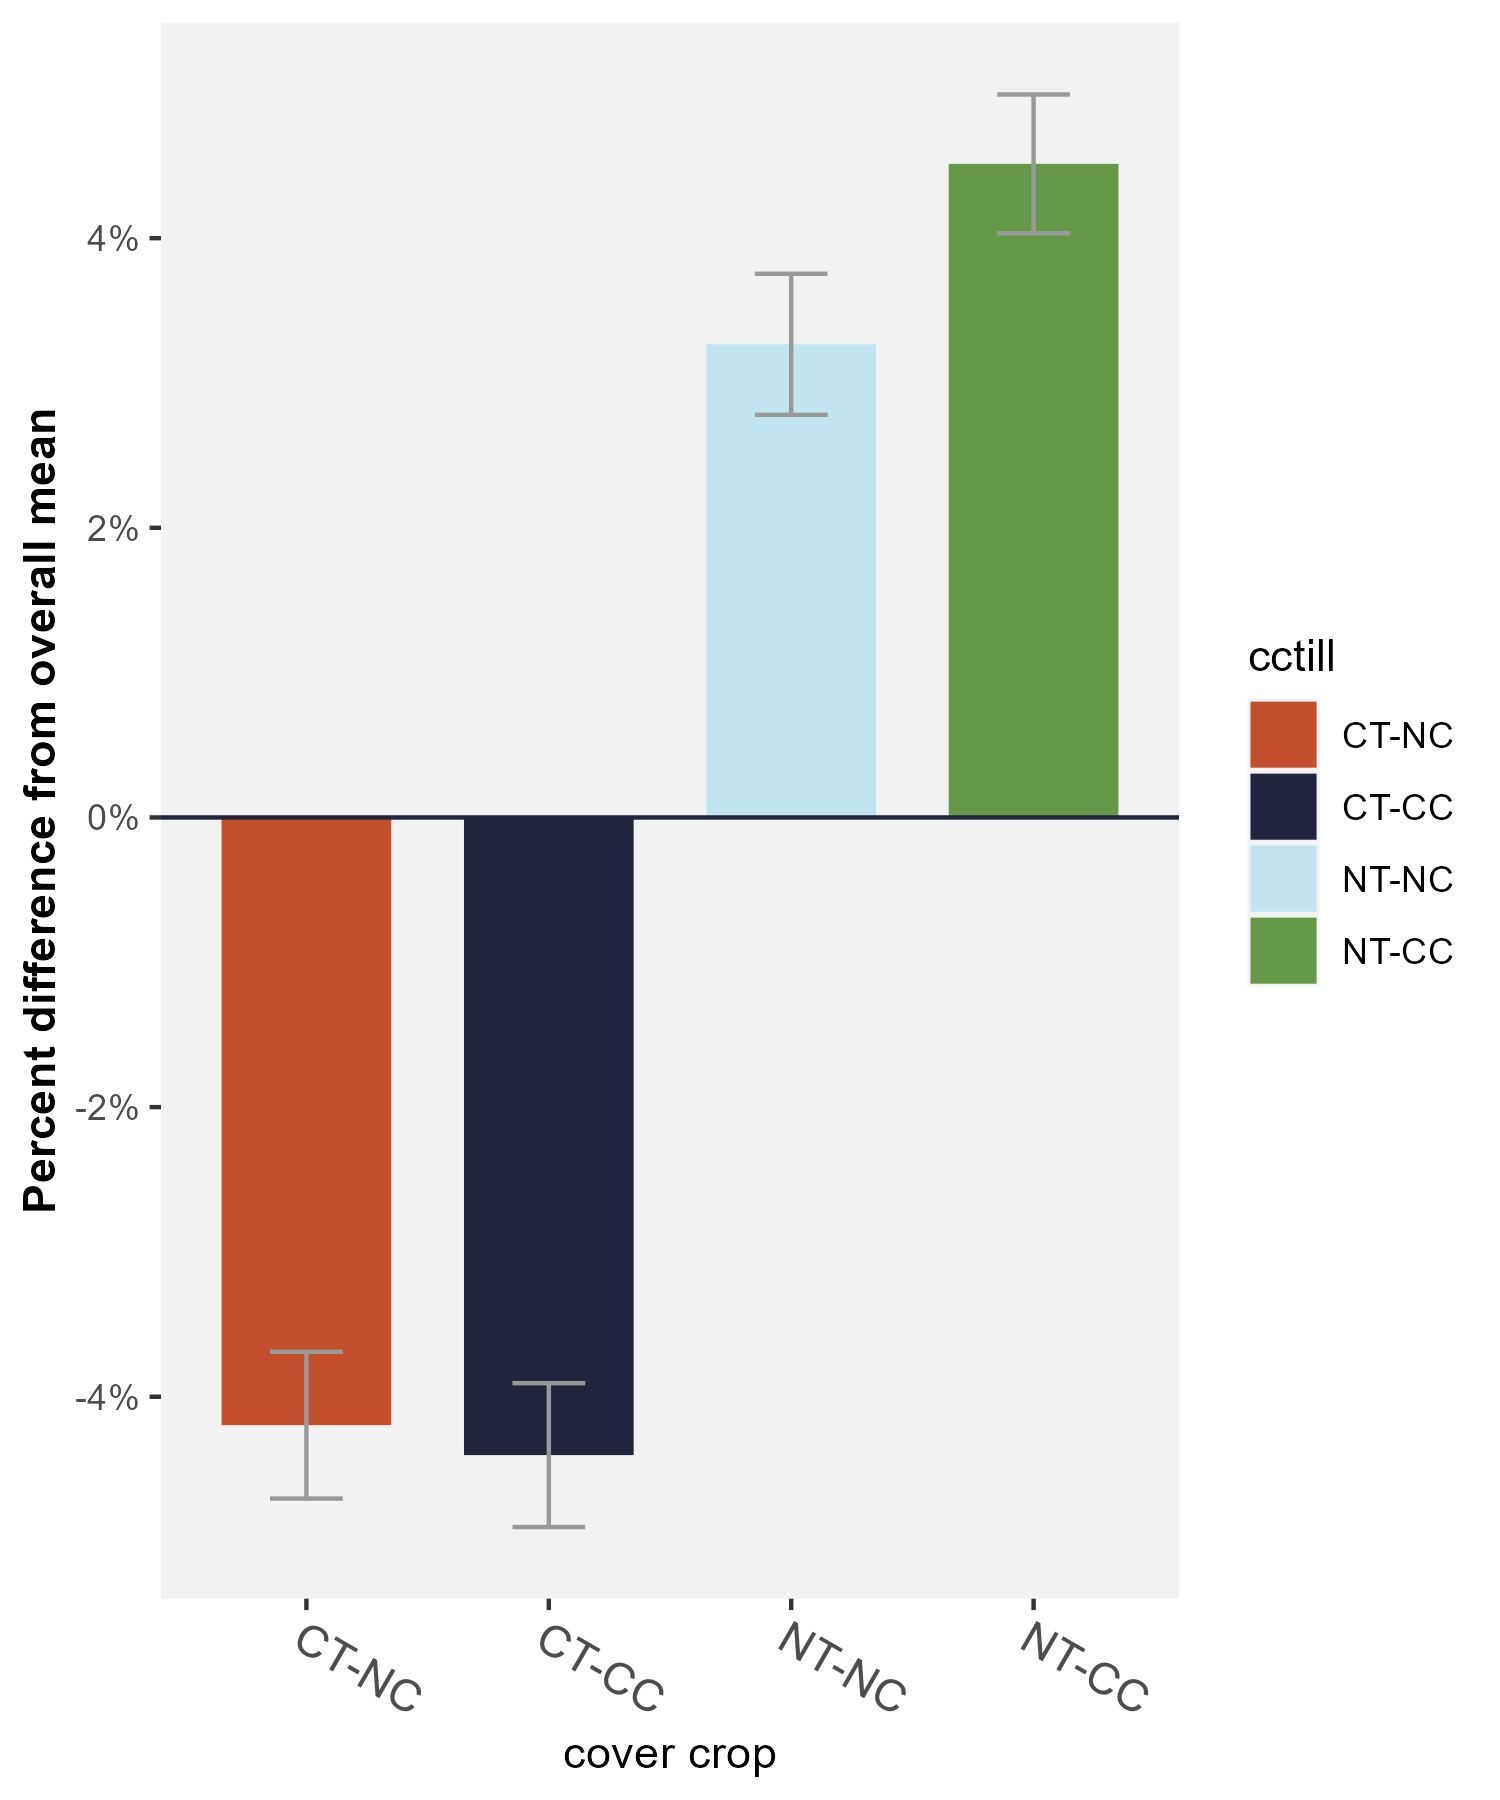 Percent difference from overall mean
4%
2%
0%
-2%
-4%
CT-NC
CT-CC
NT-NC
NT-CC
cover crop
cctill
CT-NC
CT-CC
NT-NC
NT-CC